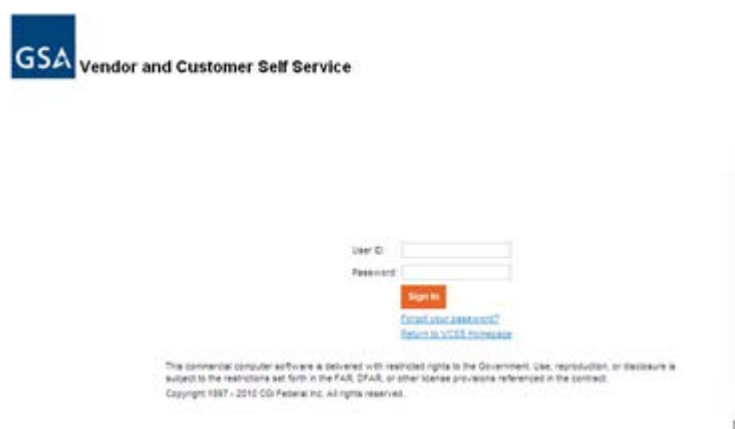 GSA Vendor and Customer Self Service
User ID:
Password:
Sign In
Forgot your password?
Return to VCSS Homepage
This commercial computer software is delivered with restricted rights to the Government. Use, reproduction, or disclosure is
subject to the restrictions set forth in the FAR, DFAR, or other license provisions referenced in the contract.
Copyright 1997 - 2010 CGI Federal Inc. All rights reserved.